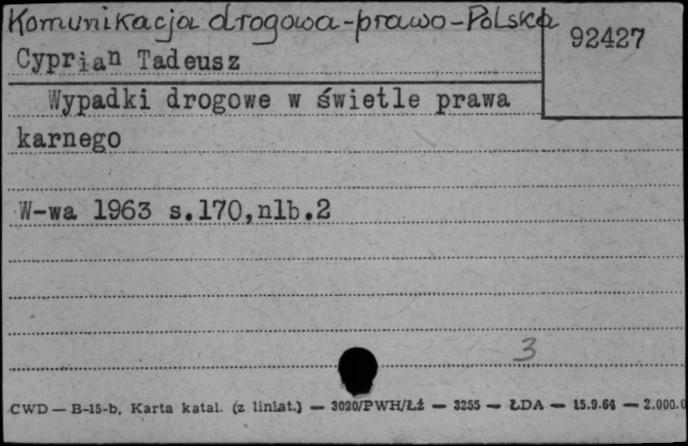 Komunikacja drogowa-prawo-Polska
92427
Cyprian Tadeusz
Wypadki drogowe w świetle prawa
karnego
W-wa 1963 s.170,nlb.2
3
CWD — B-15-b. Karta katal. (z liniat.) — 3020/PWH/Łź — 3255 — ŁDA — 15.9.64 — 2.000.0